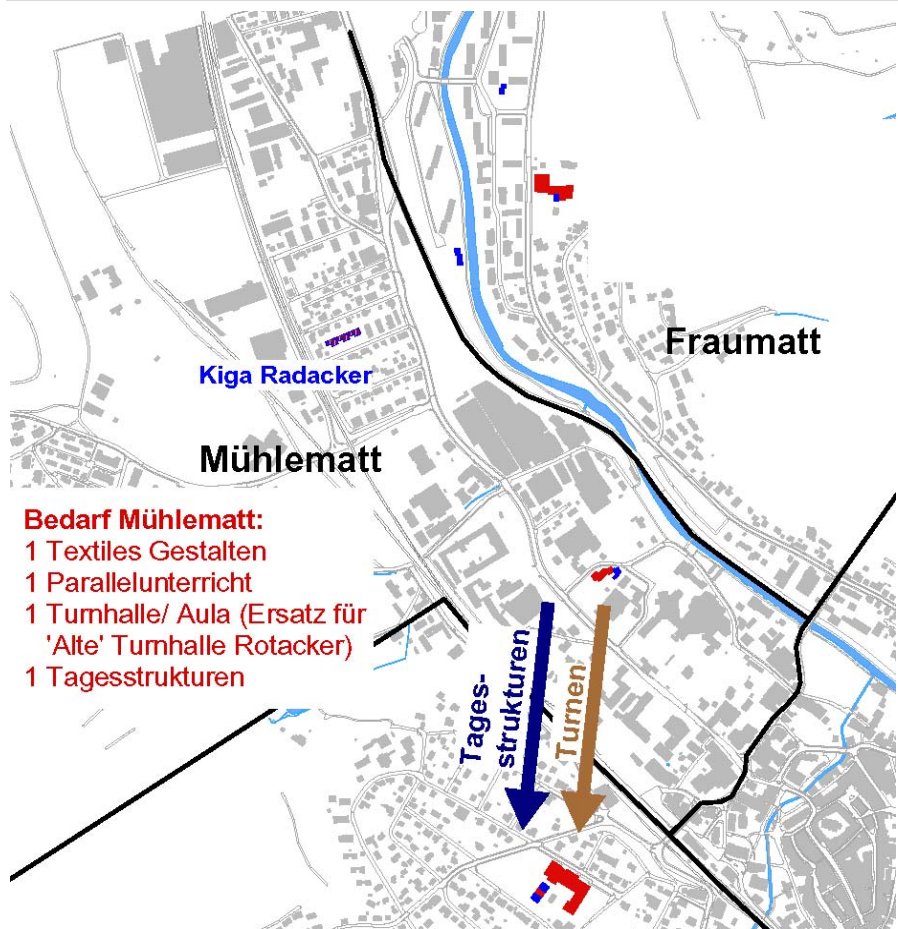 Fraumatt
Kiga Radacker
Mühlematt
Bedarf Mühlematt:
1 Textiles Gestalten
1 Parallelunterricht
1 Turnhalle/ Aula (Ersatz für
'Alte' Turnhalle Rotacker)
1 Tagesstrukturen
Tages-
strukturen
Turnen